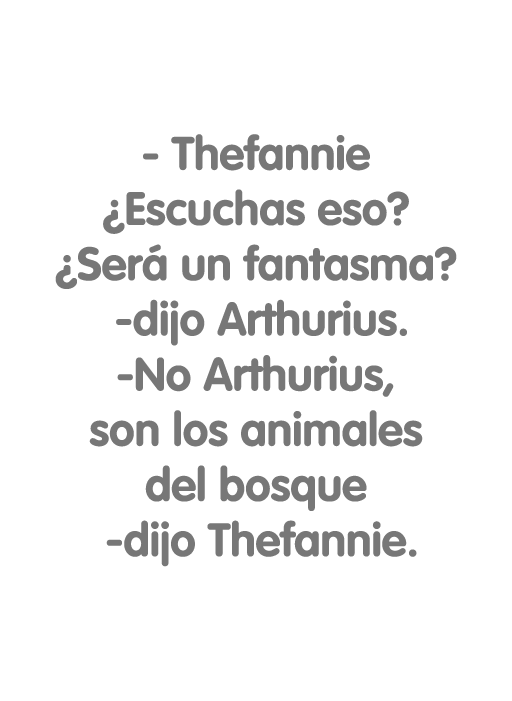 - Thefannie
¿Escuchas eso?
¿Será un fantasma?
-dijo Arthurius.
-No Arthurius,
son los animales
del bosque
-dijo Thefannie.